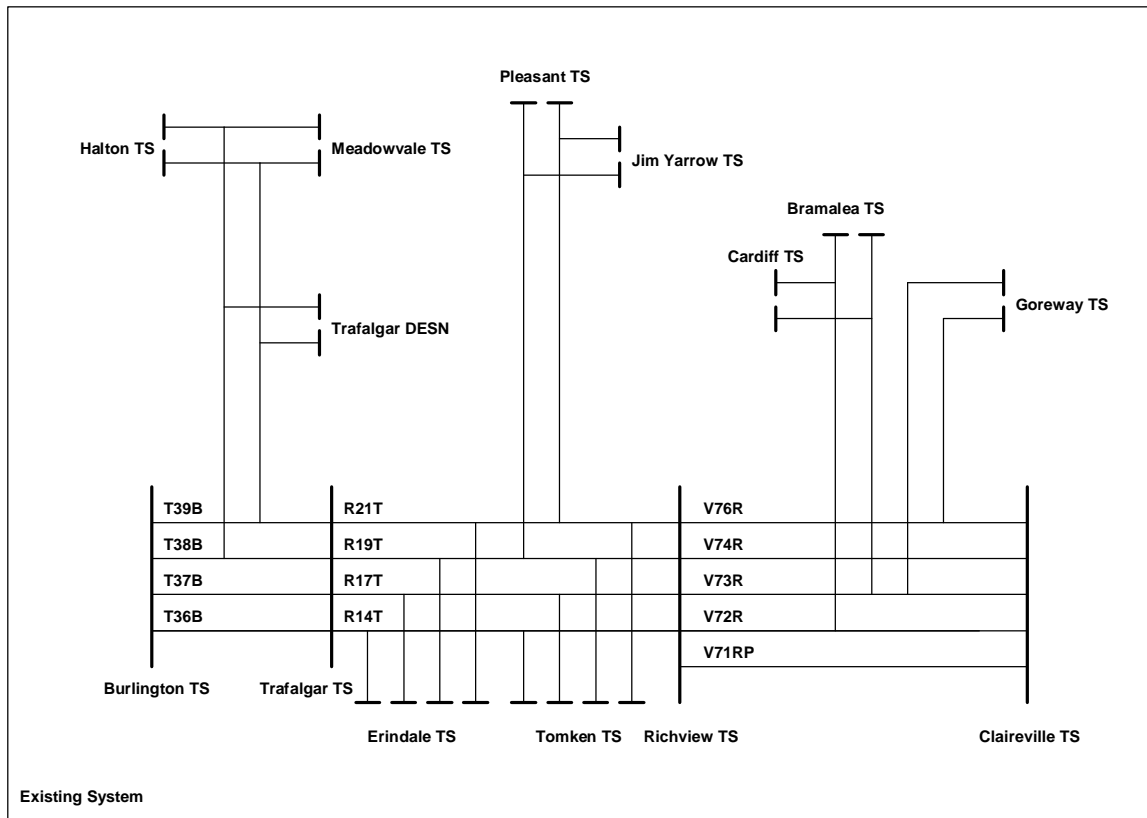 Pleasant TS
Halton TS
Meadowvale TS
Jim Yarrow TS
Bramalea TS
Cardiff TS
Goreway TS
Trafalgar DESN
T39B
R21T
V76R
T38B
R19T
V74R
T37B
R17T
V73R
T36B
R14T
V72R
V71RP
Burlington TS
Trafalgar TS
Erindale TS
Tomken TS
Richview TS
Claireville TS
Existing System